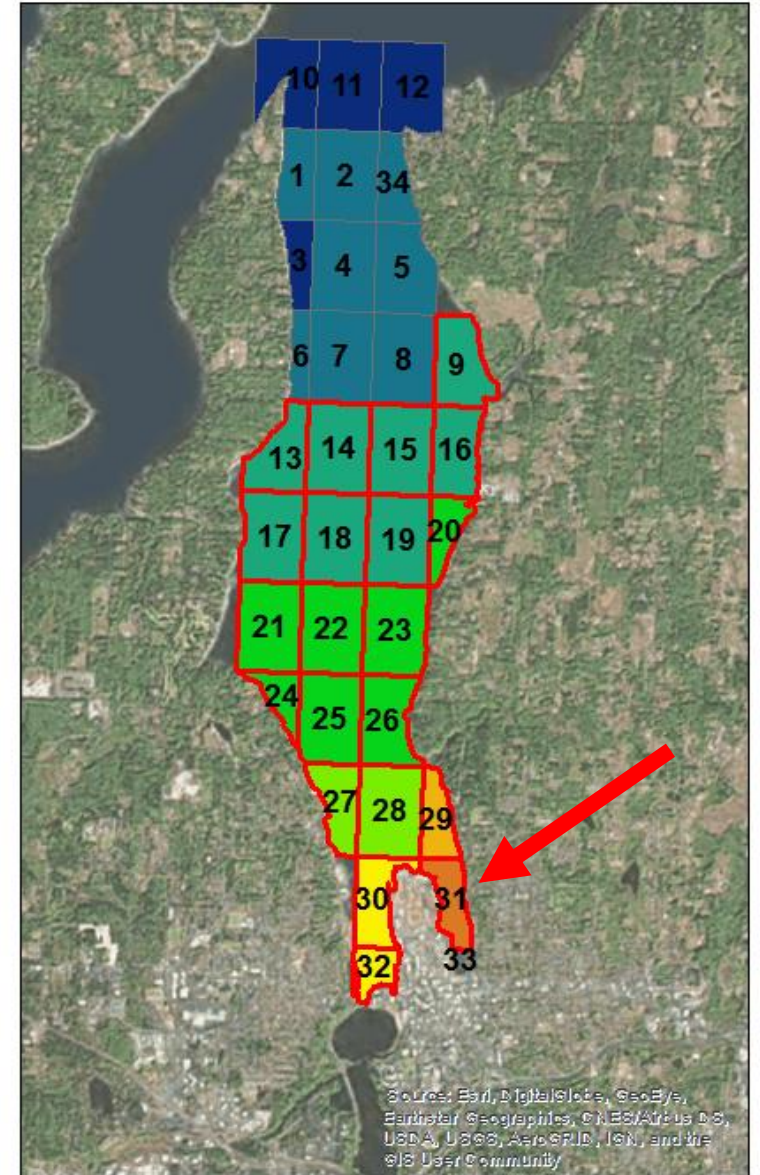 10 11 12
1 2 34
3 4 5
6 7 8 9
13 14 15 16
17 18 19 20
21 22 23
24 25 26
27 28 29
30 31
32 33
Source: Esri, DigitalGlobe, GeoEye,
Earthstar Geographics, CNES/Airbus DS,
USDA, USGS, AeroGRID, IGN, and the
GIS User Community